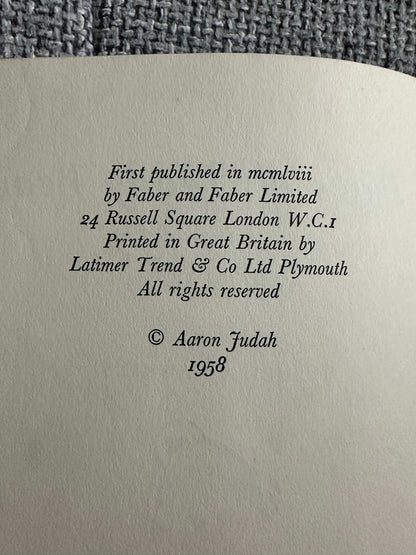 First published in mcmlviii
by Faber and Faber Limited
24 Russell Square London W.C.1
Printed in Great Britain by
Latimer Trend & Co Ltd Plymouth
All rights reserved
© Aaron Judah
1958